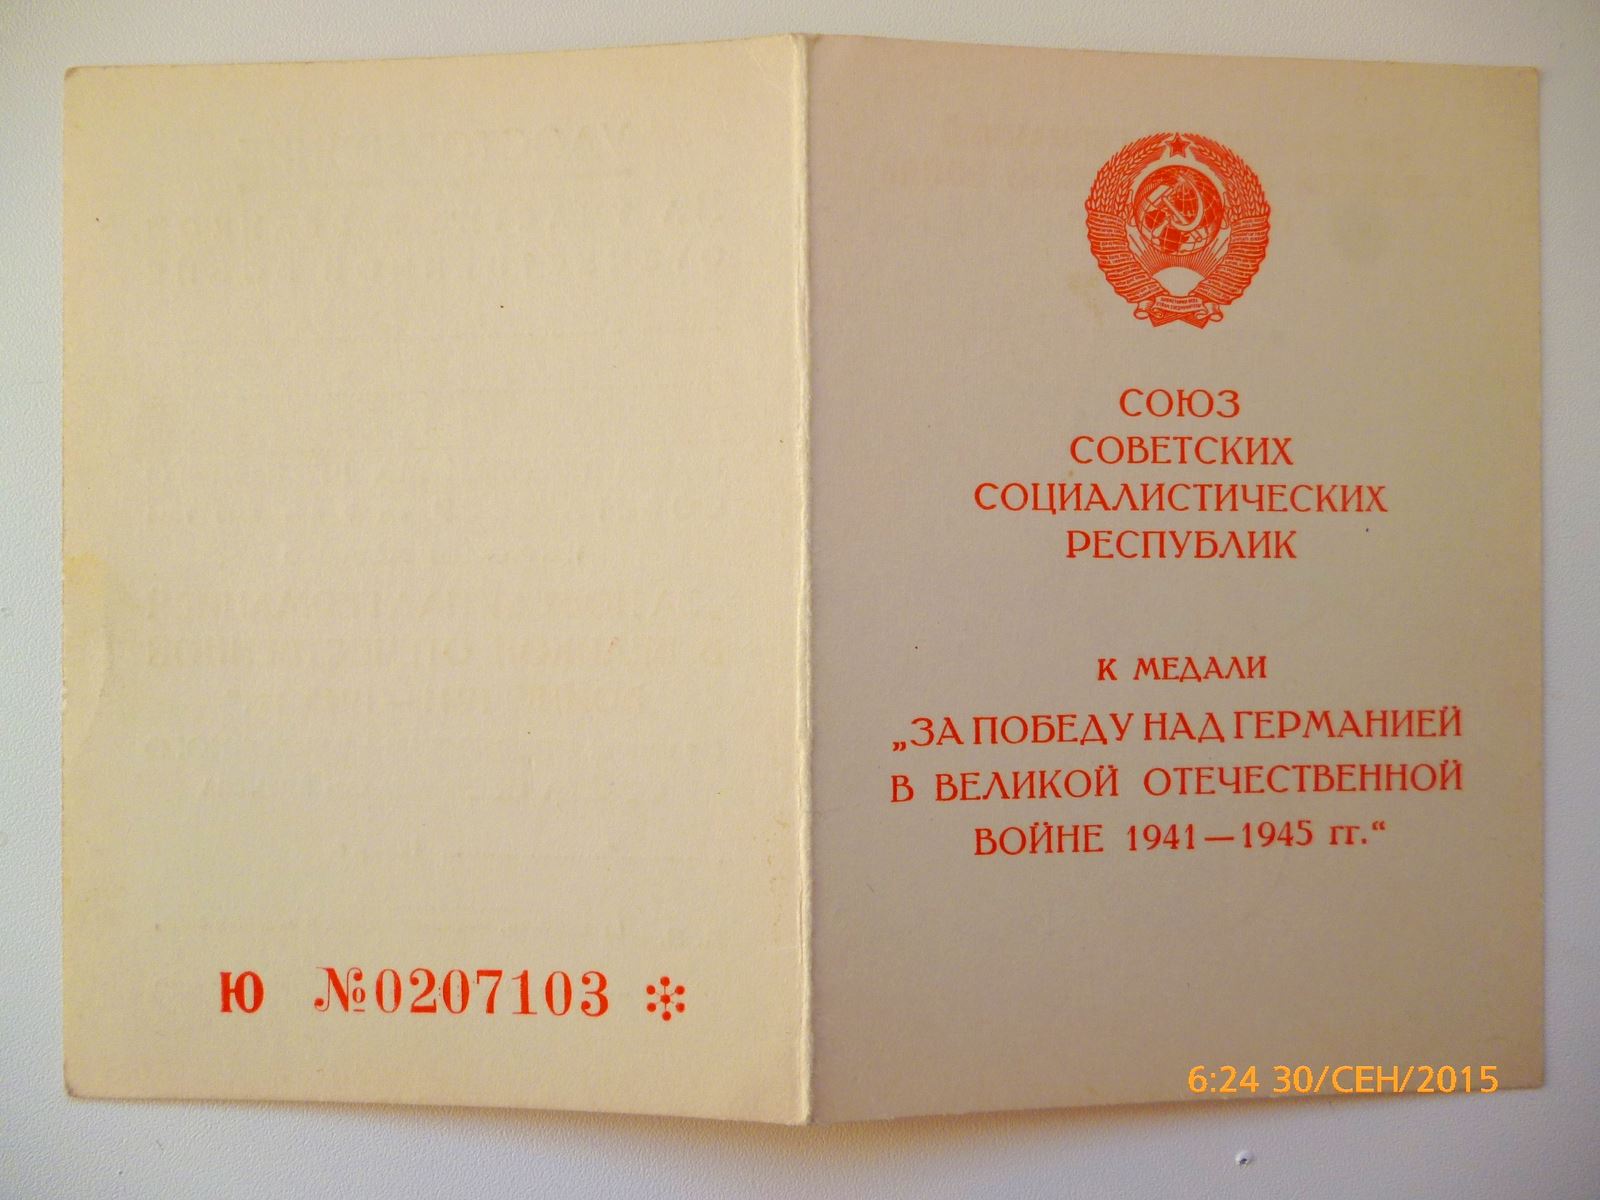 СОЮЗ
СОВЕТСКИХ
СОЦИАЛИСТИЧЕСКИХ
РЕСПУБЛИК
К МЕДАЛИ
„ЗА ПОБЕДУ НАД ГЕРМАНИЕЙ
В ВЕЛИКОЙ ОТЕЧЕСТВЕННОЙ
ВОЙНЕ 1941—1945 гг.“
Ю №0207103
6:24 30/СЕН/2015